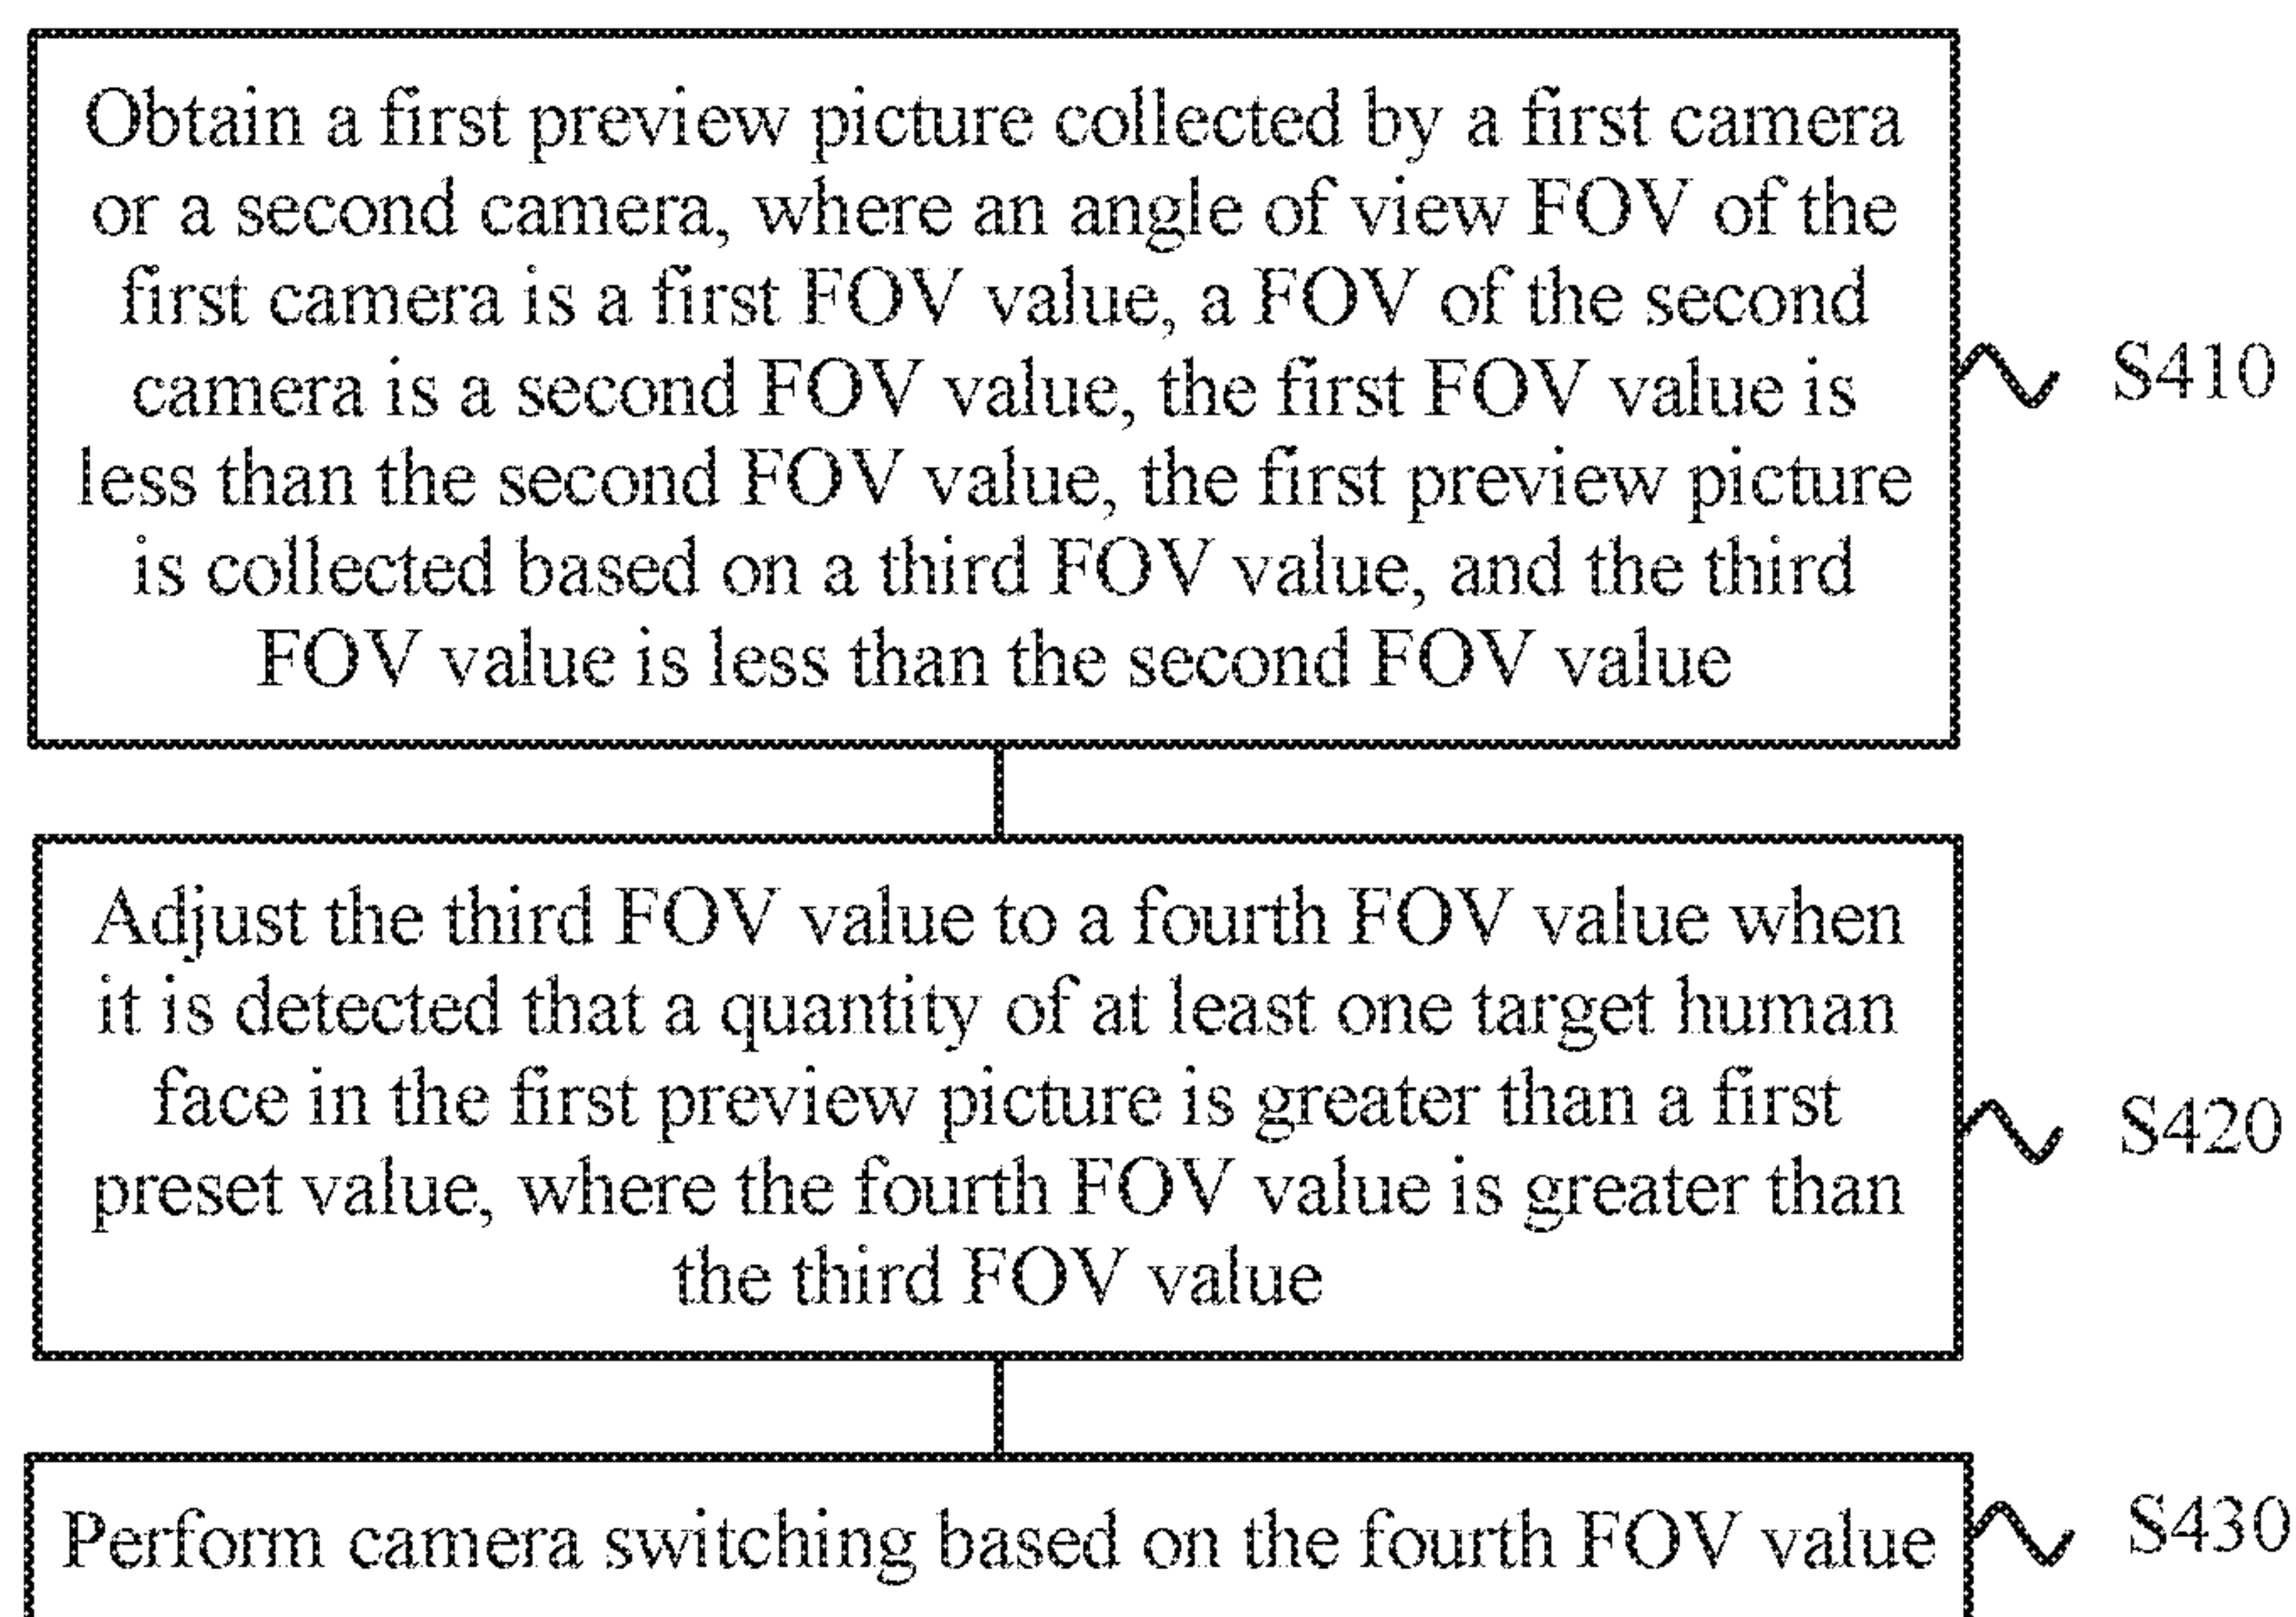 Obtain a first preview picture collected by a first camera
or a second camera, where an angle of view FOV of the
first camera is a first FOV value, a FOV of the second
camera is a second FOV value, the first FOV value is
less than the second FOV value, the first preview picture
is collected based on a third FOV value, and the third
FOV value is less than the second FOV value
S410
Adjust the third FOV value to a fourth FOV value when
it is detected that a quantity of at least one target human
face in the first preview picture is greater than a first
preset value, where the fourth FOV value is greater than
the third FOV value
S420
Perform camera switching based on the fourth FOV value
S430